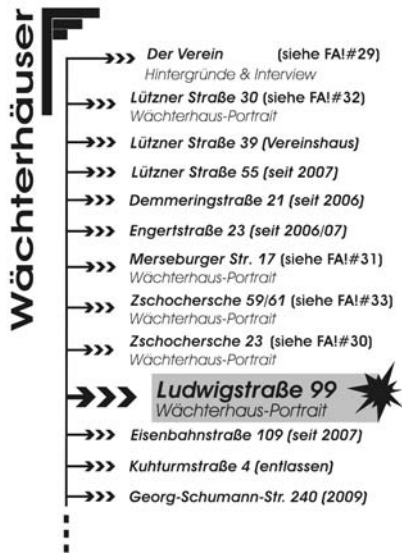 Wächterhäuser
Der Verein (siehe FA!#29)
Hintergründe & Interview
Lützner Straße 30 (siehe FA!#32)
Wächterhaus-Portrait
Lützner Straße 39 (Vereinshaus)
Lützner Straße 55 (seit 2007)
Demmeringstraße 21 (seit 2006)
Engertstraße 23 (seit 2006/07)
Merseburger Str. 17 (siehe FA!#31)
Wächterhaus-Portrait
Zschochersche 59/61 (siehe FA!#33)
Wächterhaus-Portrait
Zschochersche 23 (siehe FA!#30)
Wächterhaus-Portrait
Ludwigstraße 99
Wächterhaus-Portrait
Eisenbahnstraße 109 (seit 2007)
Kuhturmstraße 4 (entlassen)
Georg-Schumann-Str. 240 (2009)